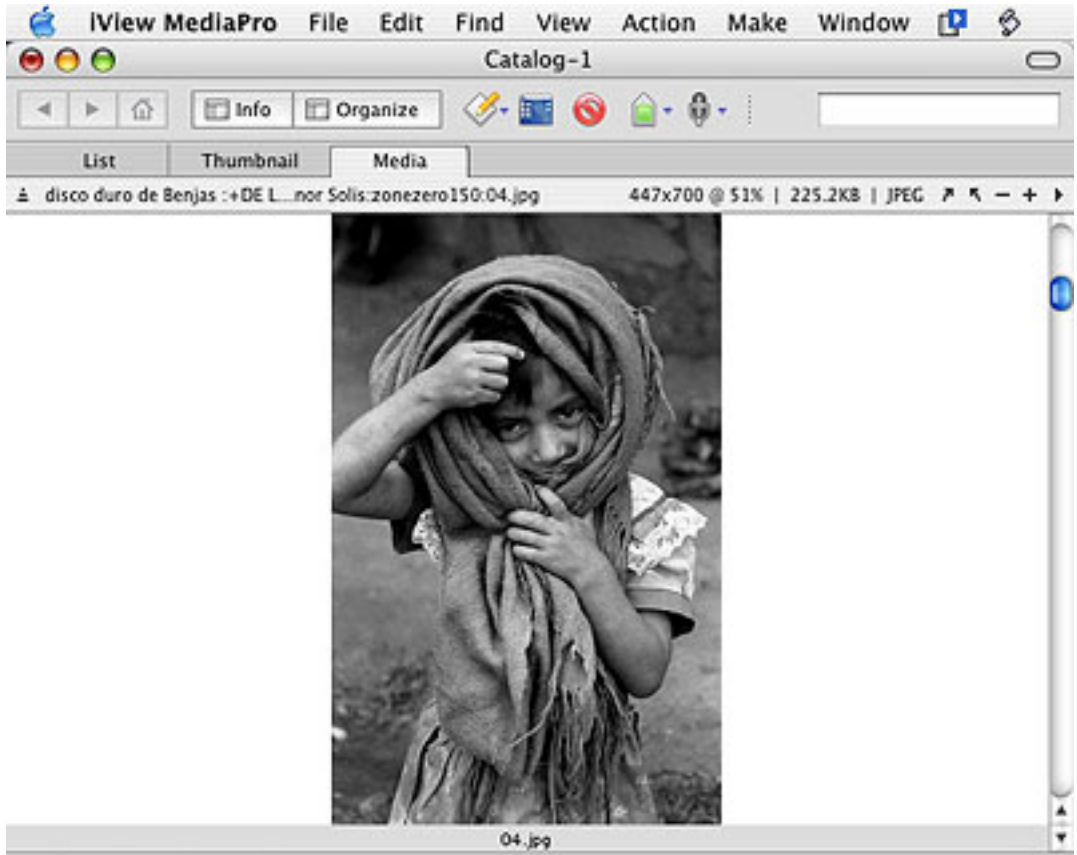 iView MediaPro File Edit Find View Action Make Window
Catalog-1
Info Organize
List Thumbnail Media
disco duro de Benjas :+DE L...nor Solis:zonezero150:04.jpg 447x700 @ 51% | 225.2KB | JPEG
04.jpg